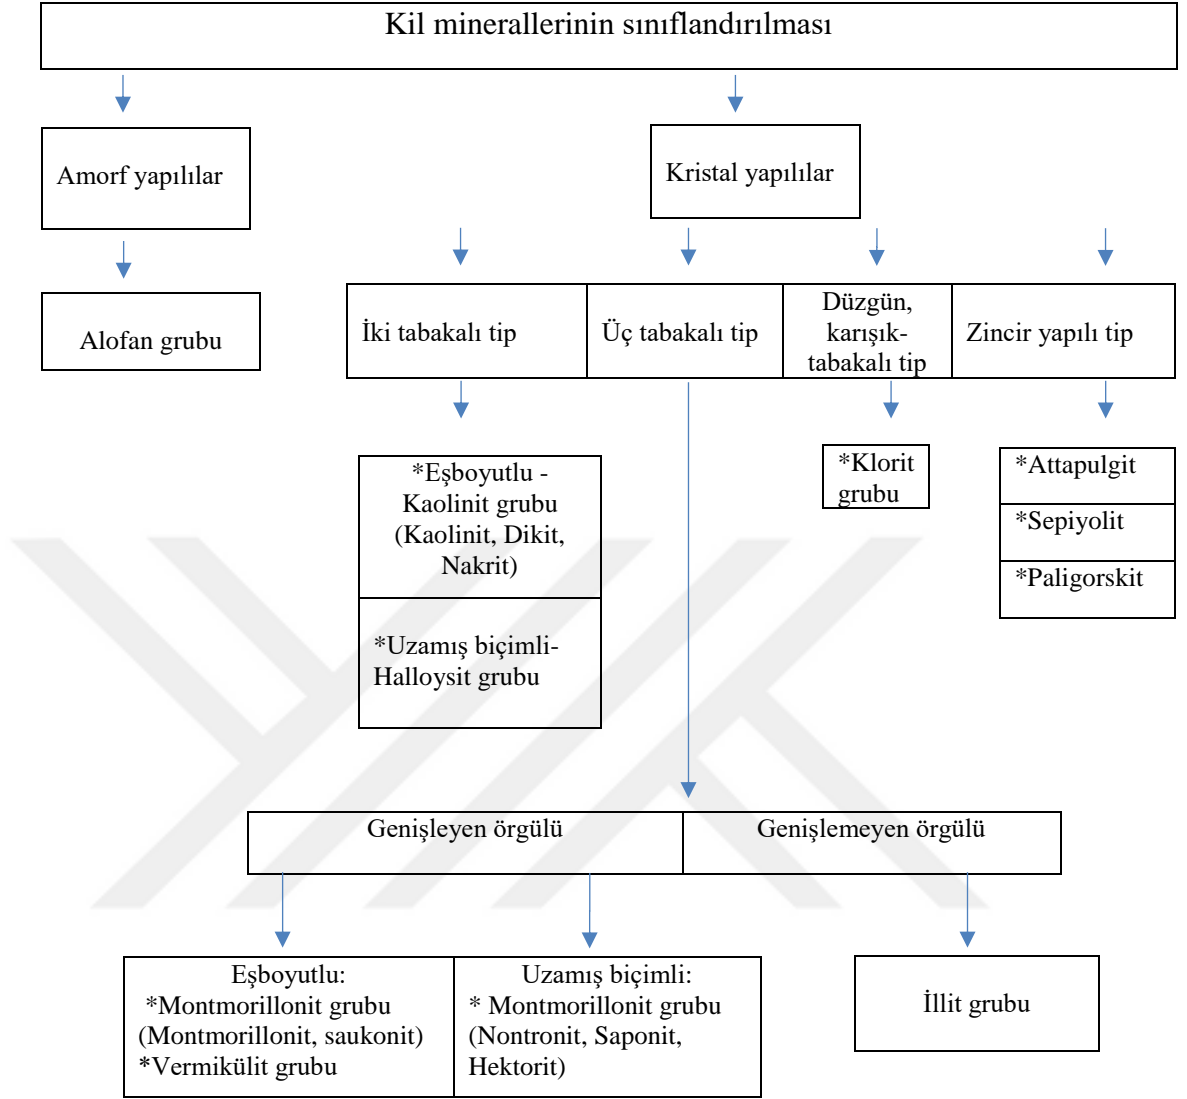 Kil minerallerinin sınıflandırılması
Amorf yapılılar
Kristal yapılılar
Alofan grubu
İki tabakalı tip
Üç tabakalı tip
Düzgün,
karışık-
tabakalı tip
Zincir yapılı tip
*Eşboyutlu -
Kaolinit grubu
(Kaolinit, Dikit,
Nakrit)
*Uzamış biçimli-
Halloysit grubu
*Klorit
grubu
*Attapulgit
*Sepiyolit
*Paligorskit
Genişleyen örgülü
Genişlemeyen örgülü
Eşboyutlu:
*Montmorillonit grubu
(Montmorillonit, saukonit)
*Vermikülit grubu
Uzamış biçimli:
* Montmorillonit grubu
(Nontronit, Saponit,
Hektorit)
İllit grubu